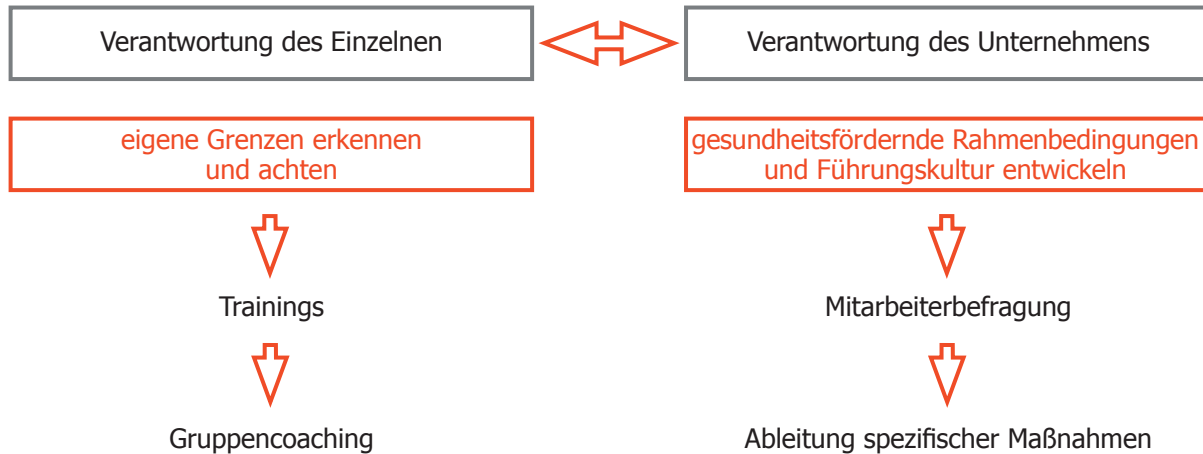 Verantwortung des Einzelnen
Verantwortung des Unternehmens
eigene Grenzen erkennen
und achten
gesundheitsfördernde Rahmenbedingungen
und Führungskultur entwickeln
Trainings
Mitarbeiterbefragung
Gruppencoaching
Ableitung spezifischer Maßnahmen